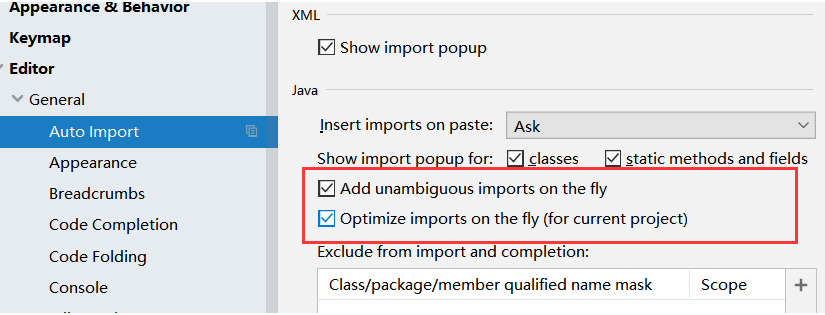 Appearance & Behavior
Keymap
Editor
General
Auto Import
Appearance
Breadcrumbs
Code Completion
Code Folding
Console
XML
Show import popup
Java
Insert imports on paste: Ask
Show import popup for: classes static methods and fields
Add unambiguous imports on the fly
Optimize imports on the fly (for current project)
Exclude from import and completion:
Class/package/member qualified name mask Scope +